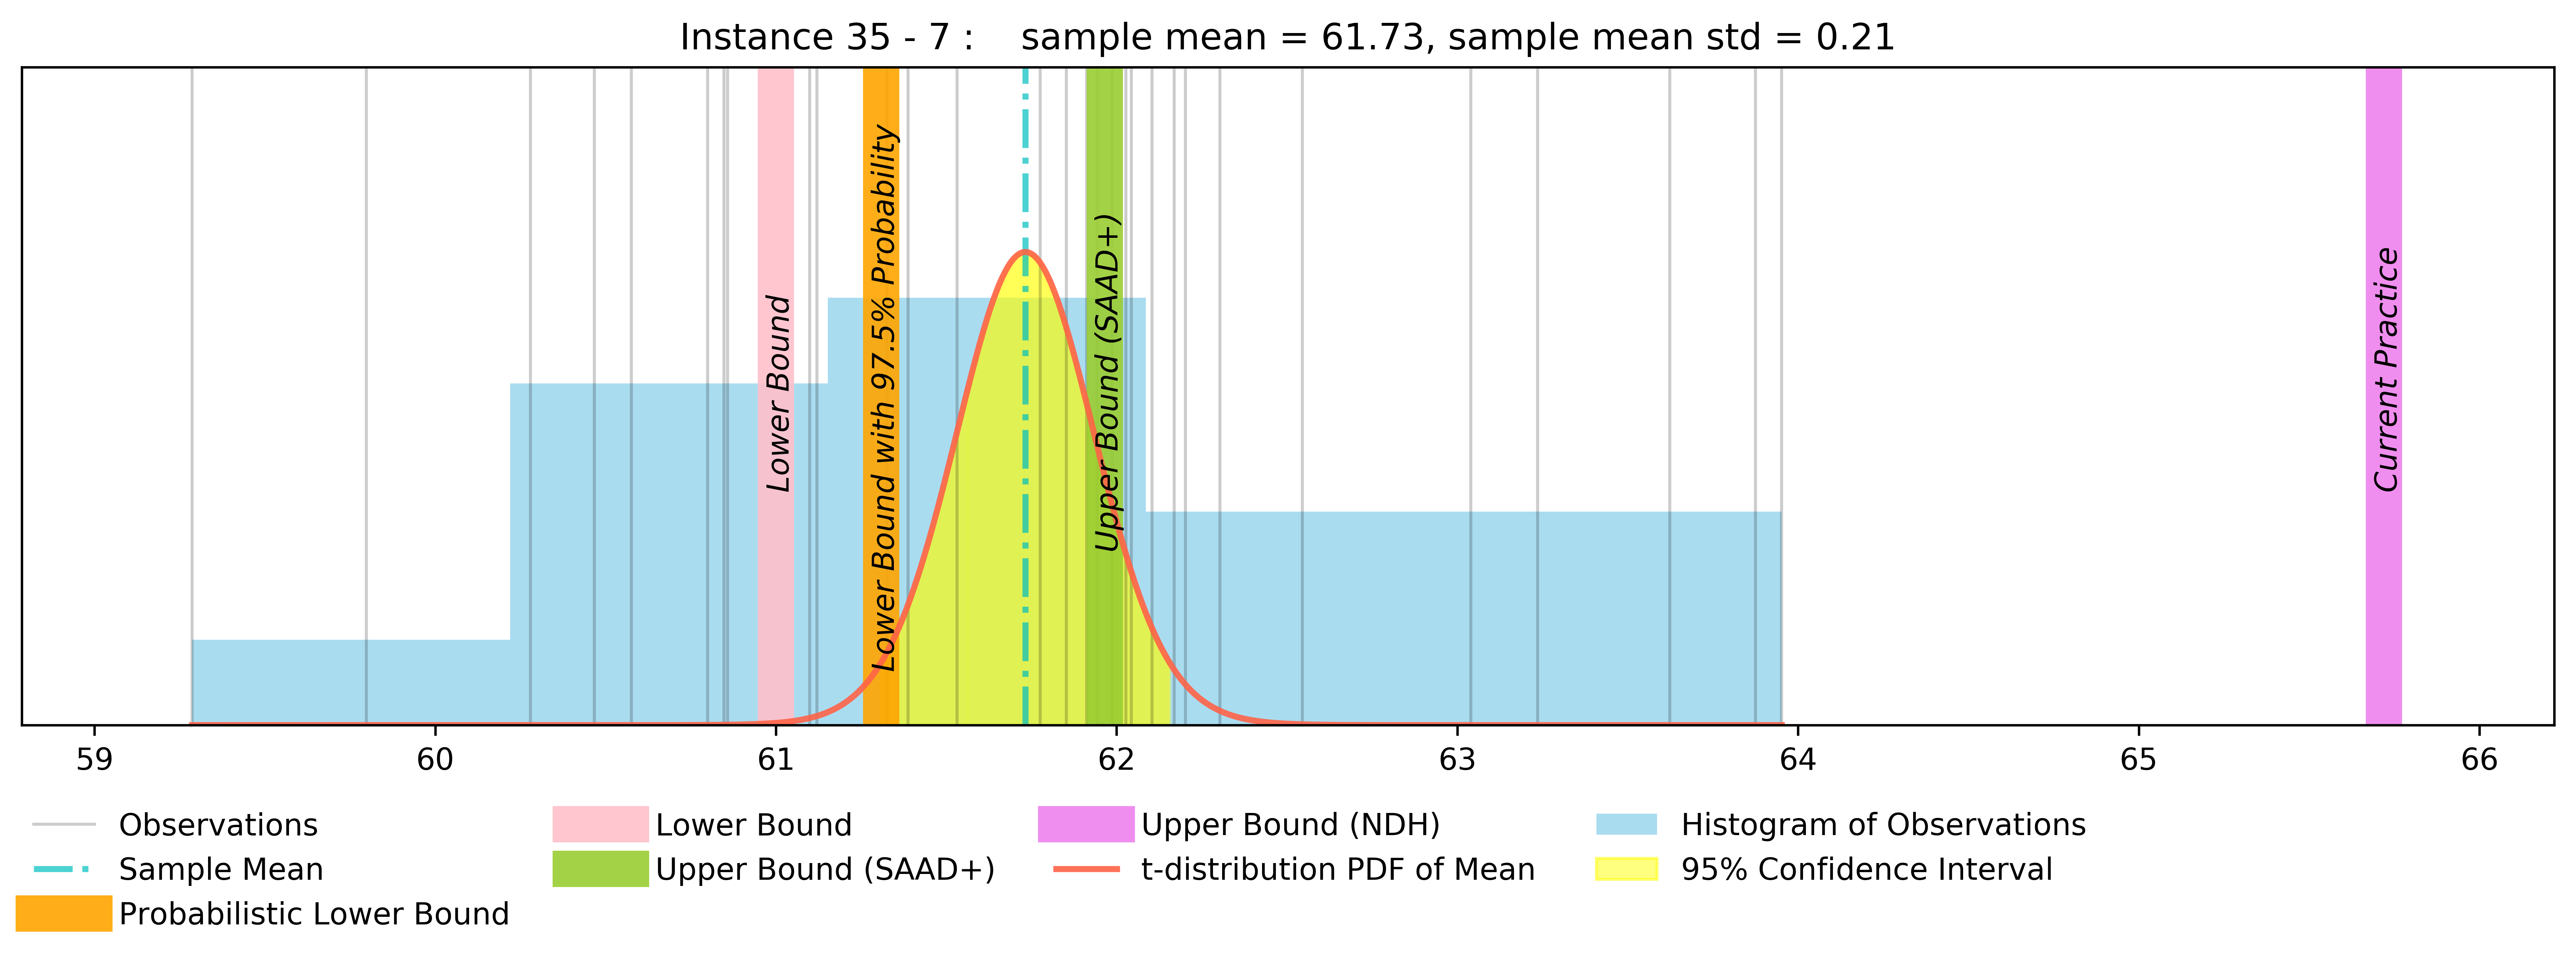 Instance 35 - 7 :    sample mean = 61.73, sample mean std = 0.21
Lower Bound
Lower Bound with 97.5% Probability
Upper Bound (SAAD+)
Current Practice
59 60 61 62 63 64 65 66
Observations
Sample Mean
Probabilistic Lower Bound
Lower Bound
Upper Bound (SAAD+)
Upper Bound (NDH)
t-distribution PDF of Mean
Histogram of Observations
95% Confidence Interval